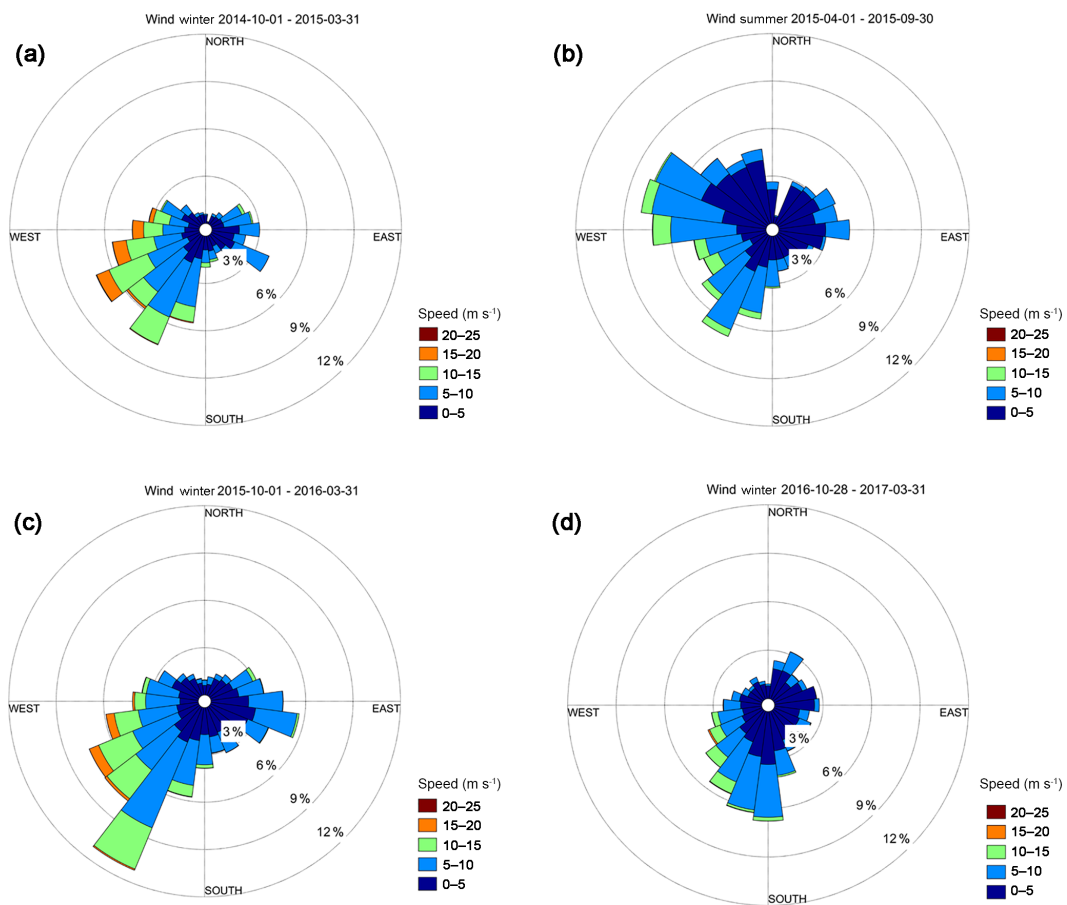 Wind winter 2014-10-01 - 2015-03-31
(a)
NORTH
WEST
EAST
3 %
6 %
9 %
12 %
SOUTH
Speed (m s-1)
20–25
15–20
10–15
5–10
0–5
Wind summer 2015-04-01 - 2015-09-30
(b)
NORTH
WEST
EAST
3 %
6 %
9 %
12 %
SOUTH
Speed (m s-1)
20–25
15–20
10–15
5–10
0–5
Wind winter 2015-10-01 - 2016-03-31
(c)
NORTH
WEST
EAST
3 %
6 %
9 %
12 %
SOUTH
Speed (m s-1)
20–25
15–20
10–15
5–10
0–5
Wind winter 2016-10-28 - 2017-03-31
(d)
NORTH
WEST
EAST
3 %
6 %
9 %
12 %
SOUTH
Speed (m s-1)
20–25
15–20
10–15
5–10
0–5